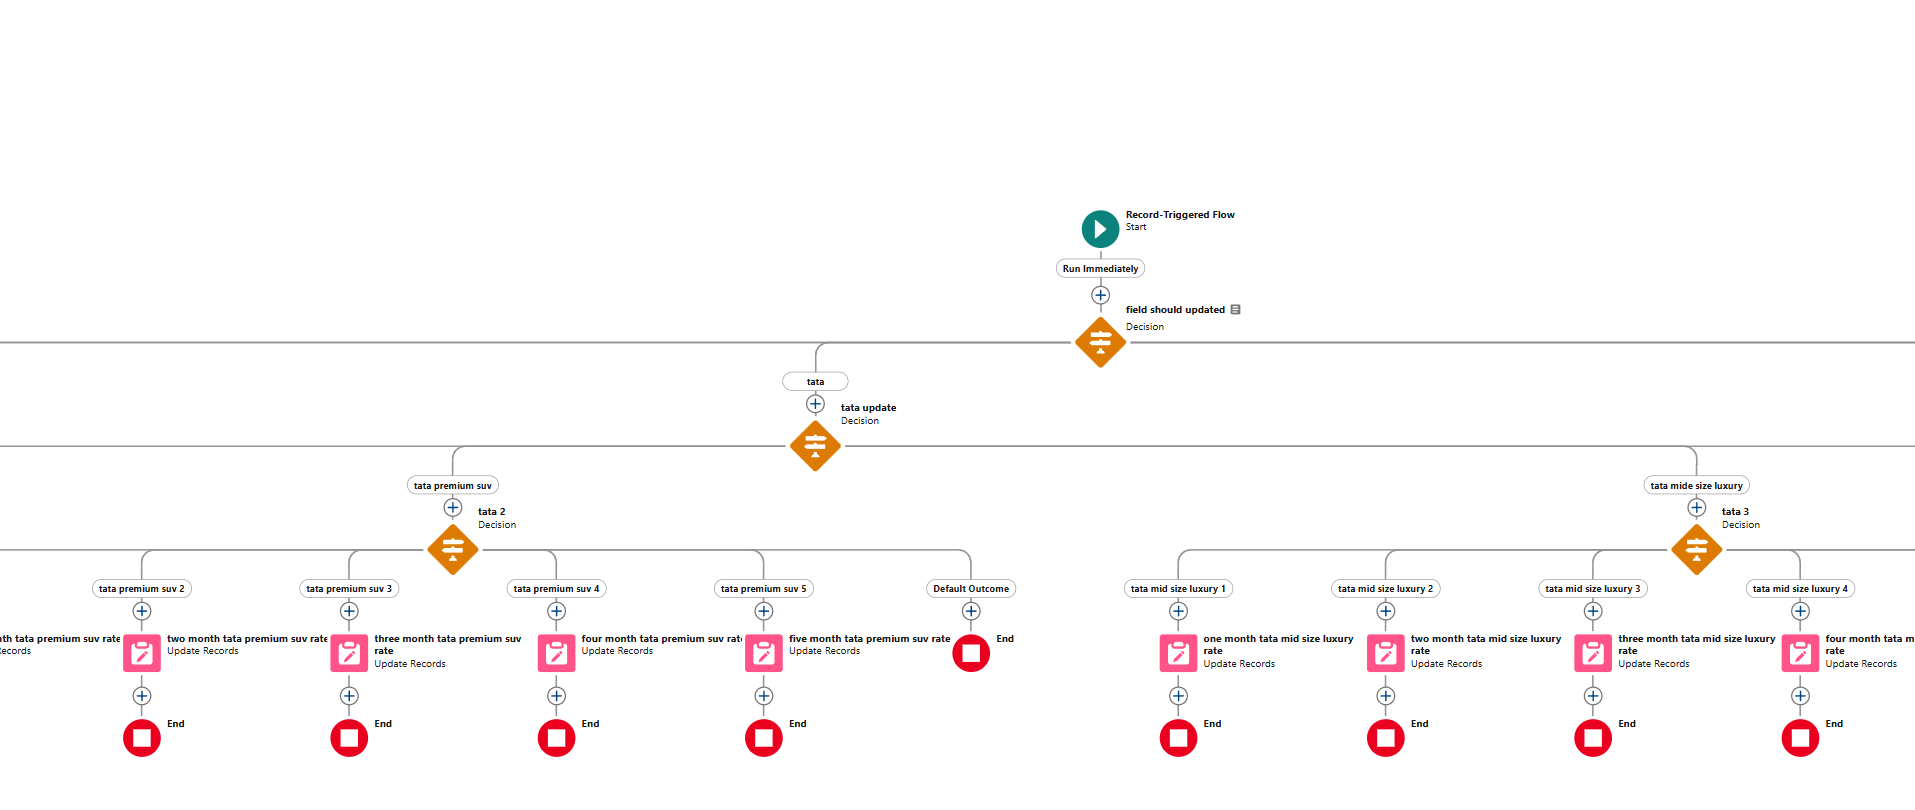 Record-Triggered Flow
Start
Run Immediately
field should updated
Decision
tata
tata update
Decision
tata premium suv
tata 2
Decision
tata mide size luxury
tata 3
Decision
tata premium suv 2
tata premium suv 3
tata premium suv 4
tata premium suv 5
Default Outcome
tata mid size luxury 1
tata mid size luxury 2
tata mid size luxury 3
tata mid size luxury 4
tata premium suv rate
two month tata premium suv rate
Update Records
three month tata premium suv
rate
Update Records
four month tata premium suv rate
Update Records
five month tata premium suv rate
Update Records
End
one month tata mid size luxury
rate
Update Records
two month tata mid size luxury
rate
Update Records
three month tata mid size luxury
rate
Update Records
four month tata m
rate
Update Records
End
End
End
End
End
End
End
End